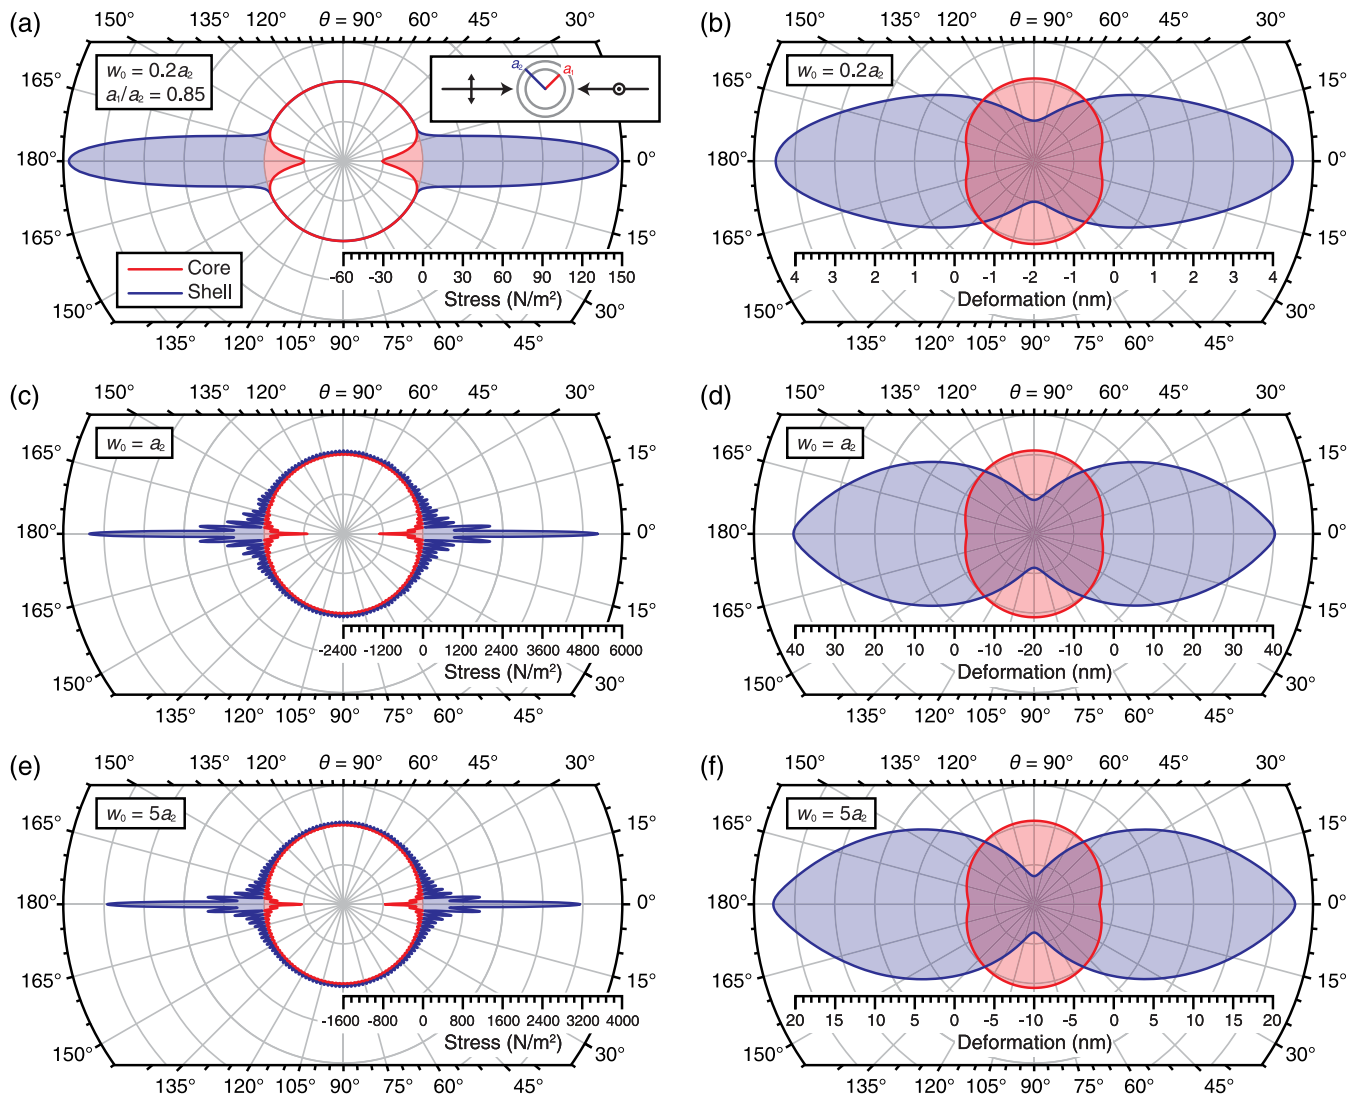 (a)
150° 135° 120° θ = 90° 60° 45° 30°
w₀ = 0.2a₂
a₁/a₂ = 0.85
a₂ a₁
165°
180° 0°
165° 15°
Core
Shell
-60 -30 0 30 60 90 120 150
Stress (N/m²)
150° 30°
135° 120° 105° 90° 75° 60° 45°
(b)
150° 135° 120° θ = 90° 60° 45° 30°
w₀ = 0.2a₂
165° 15°
180° 0°
165° 15°
4 3 2 1 0 -1 -2 -1 0 1 2 3 4
Deformation (nm)
150° 30°
135° 120° 105° 90° 75° 60° 45°
(c)
150° 135° 120° θ = 90° 60° 45° 30°
w₀ = a₂
165° 15°
180° 0°
165° 15°
-2400 -1200 0 1200 2400 3600 4800 6000
Stress (N/m²)
150° 30°
135° 120° 105° 90° 75° 60° 45°
(d)
150° 135° 120° θ = 90° 60° 45° 30°
w₀ = a₂
165° 15°
180° 0°
165° 15°
40 30 20 10 0 -10 -20 -10 0 10 20 30 40
Deformation (nm)
150° 30°
135° 120° 105° 90° 75° 60° 45°
(e)
150° 135° 120° θ = 90° 60° 45° 30°
w₀ = 5a₂
165° 15°
180° 0°
165° 15°
-1600 -800 0 800 1600 2400 3200 4000
Stress (N/m²)
150° 30°
135° 120° 105° 90° 75° 60° 45°
(f)
150° 135° 120° θ = 90° 60° 45° 30°
w₀ = 5a₂
165° 15°
180° 0°
165° 15°
20 15 10 5 0 -5 -10 -5 0 5 10 15 20
Deformation (nm)
150° 30°
135° 120° 105° 90° 75° 60° 45°